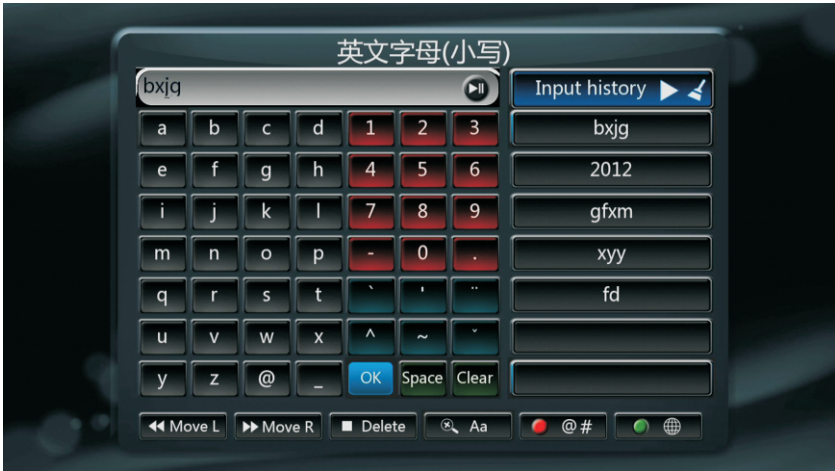 英文字母(小写)
bxjg
Input history
a b c d 1 2 3
bxjg
e f g h 4 5 6
2012
i j k l 7 8 9
gfxm
m n o p - 0 .
xyy
q r s t ` ' ¨
fd
u v w x ^ ~ ˇ
y z @ _ OK Space Clear
Move L Move R Delete Aa @#